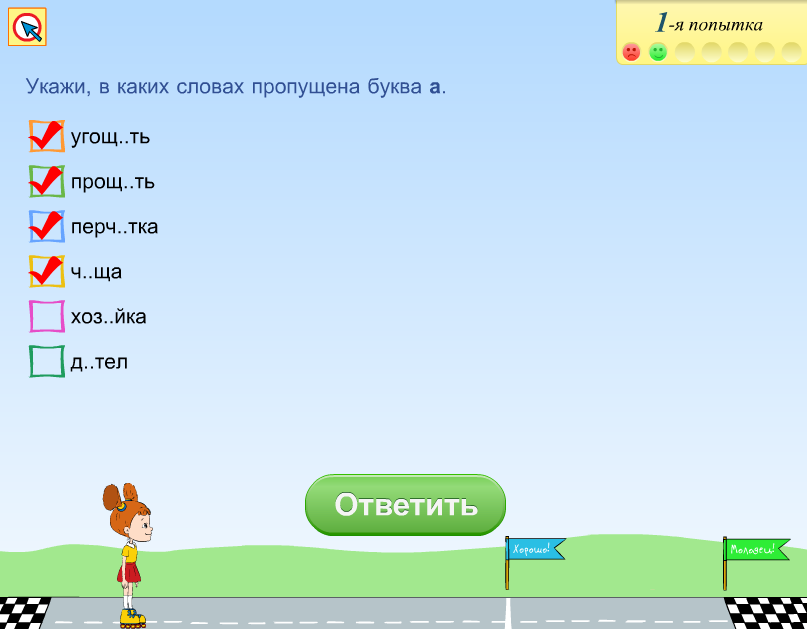 1-я попытка
Укажи, в каких словах пропущена буква а.
угощ..ть
прощ..ть
перч..тка
ч..ща
хоз..йка
д..тел
Ответить
Хорошо!
Молодец!